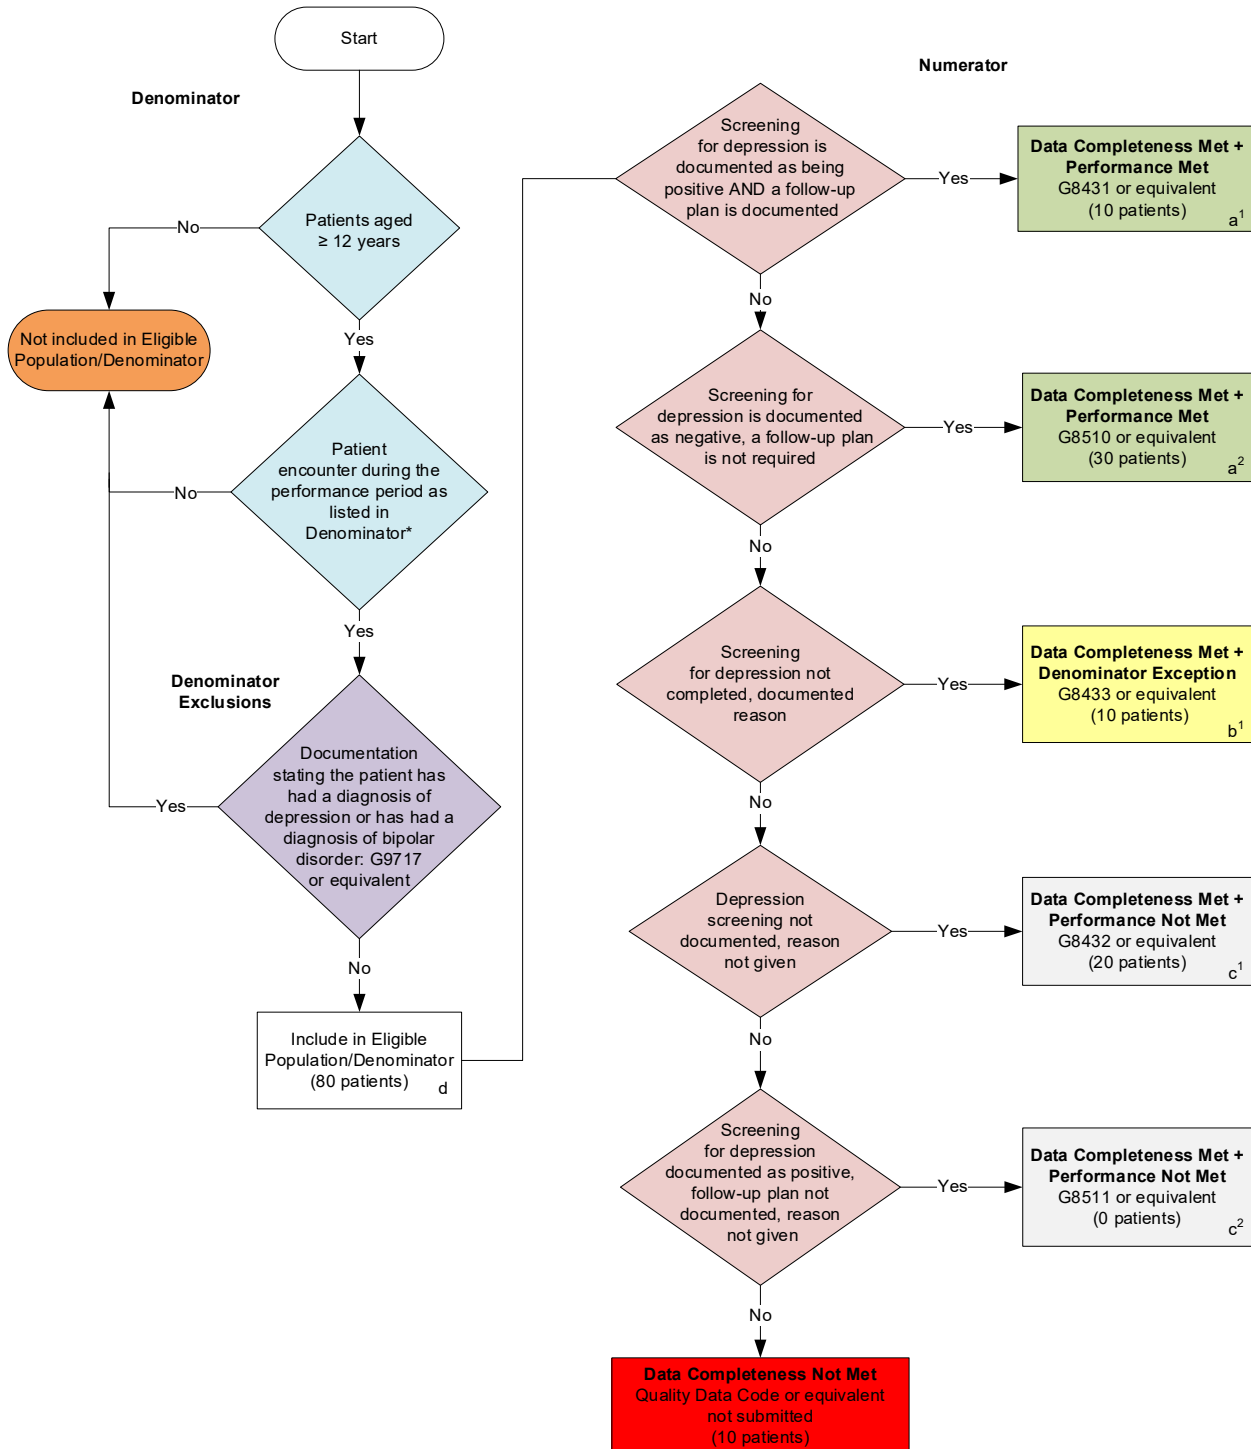 Start
Denominator
Patients aged
≥ 12 years
No
Yes
Not included in Eligible
Population/Denominator
Patient
encounter during the
performance period as
listed in
Denominator*
No
Yes
Denominator
Exclusions
Documentation
stating the patient has
had a diagnosis of
depression or has had a
diagnosis of bipolar
disorder: G9717
or equivalent
Yes
No
Include in Eligible
Population/Denominator
(80 patients)
d
Numerator
Screening
for depression is
documented as being
positive AND a follow-up
plan is documented
Yes
Data Completeness Met +
Performance Met
G8431 or equivalent
(10 patients)
a¹
No
Screening for
depression is documented
as negative, a follow-up plan
is not required
Yes
Data Completeness Met +
Performance Met
G8510 or equivalent
(30 patients)
a²
No
Screening
for depression not
completed, documented
reason
Yes
Data Completeness Met +
Denominator Exception
G8433 or equivalent
(10 patients)
b¹
No
Depression
screening not
documented, reason
not given
Yes
Data Completeness Met +
Performance Not Met
G8432 or equivalent
(20 patients)
c¹
No
Screening
for depression
documented as positive,
follow-up plan not
documented, reason
not given
Yes
Data Completeness Met +
Performance Not Met
G8511 or equivalent
(0 patients)
c²
No
Data Completeness Not Met
Quality Data Code or equivalent
not submitted
(10 patients)